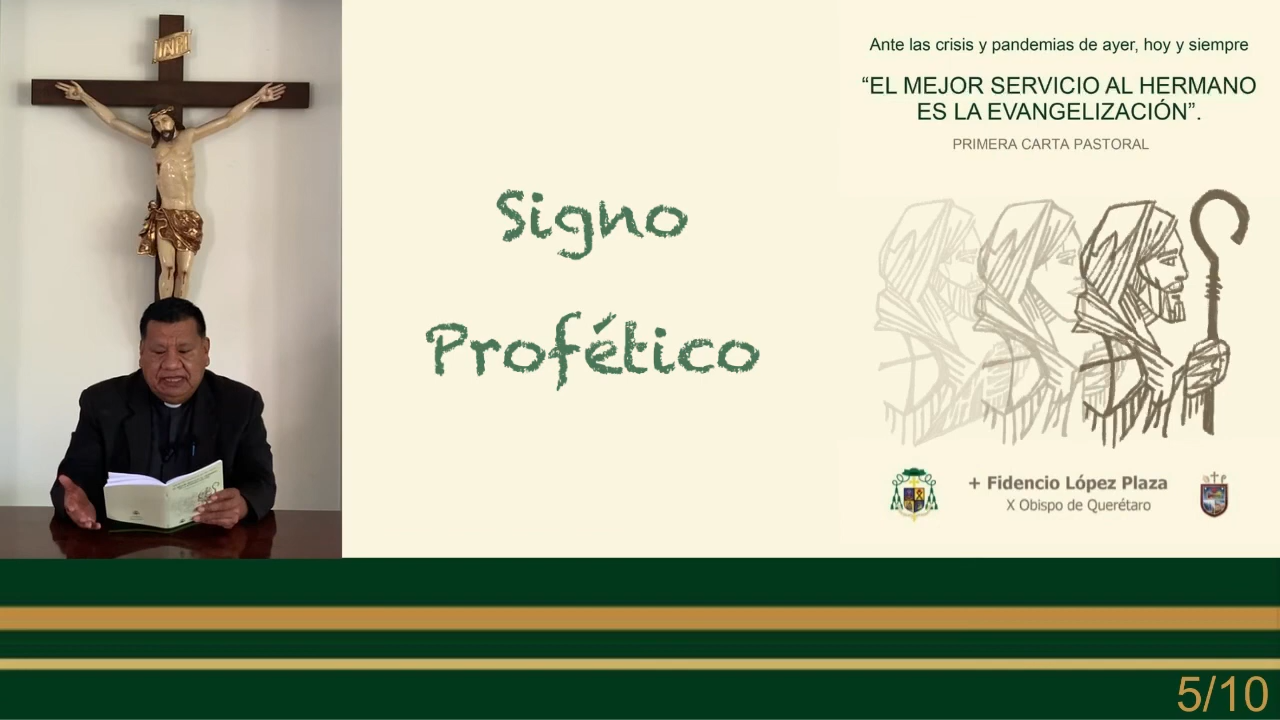 INRI
Signo
Profético
Ante las crisis y pandemias de ayer, hoy y siempre
“EL MEJOR SERVICIO AL HERMANO
ES LA EVANGELIZACIÓN”.
PRIMERA CARTA PASTORAL
+ Fidencio López Plaza
X Obispo de Querétaro
5/10